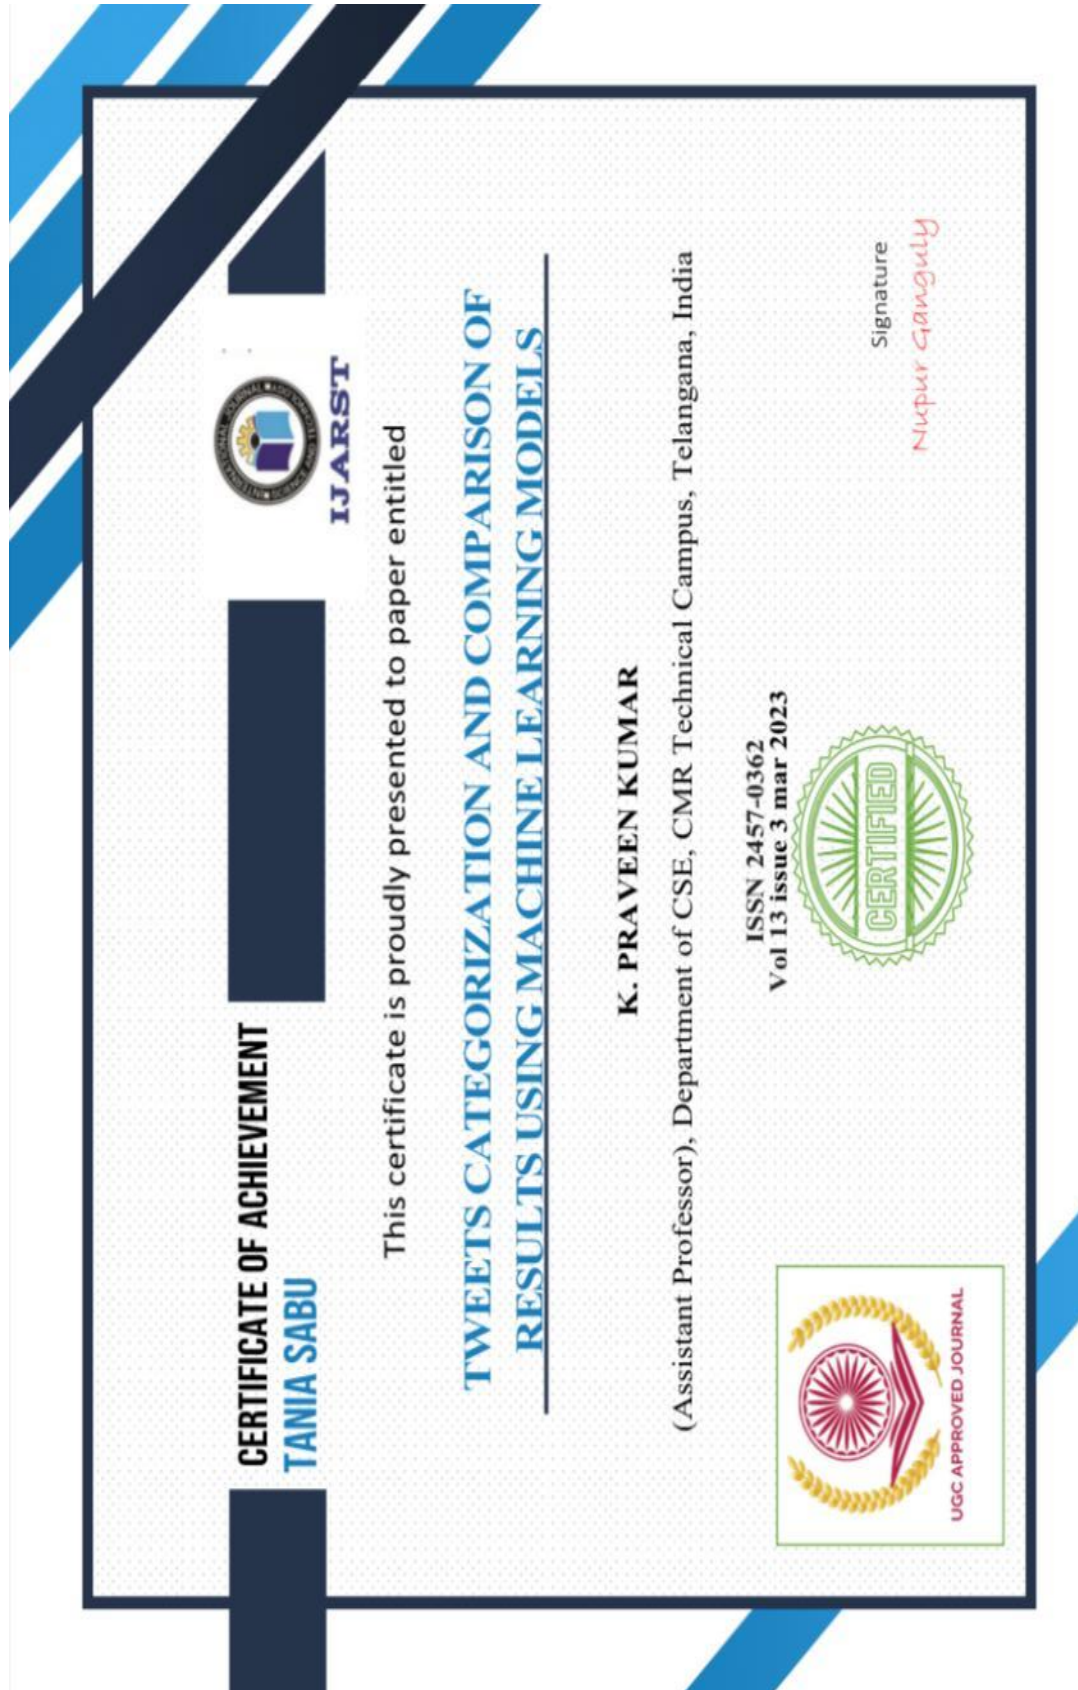 CERTIFICATE OF ACHIEVEMENT
TANIA SABU
IJARST
This certificate is proudly presented to paper entitled
TWEETS CATEGORIZATION AND COMPARISON OF
RESULTS USING MACHINE LEARNING MODELS
K. PRAVEEN KUMAR
(Assistant Professor), Department of CSE, CMR Technical Campus, Telangana, India
ISSN 2457-0362
Vol 13 issue 3 mar 2023
UGC APPROVED JOURNAL
CERTIFIED
Signature
Nupur Ganguly